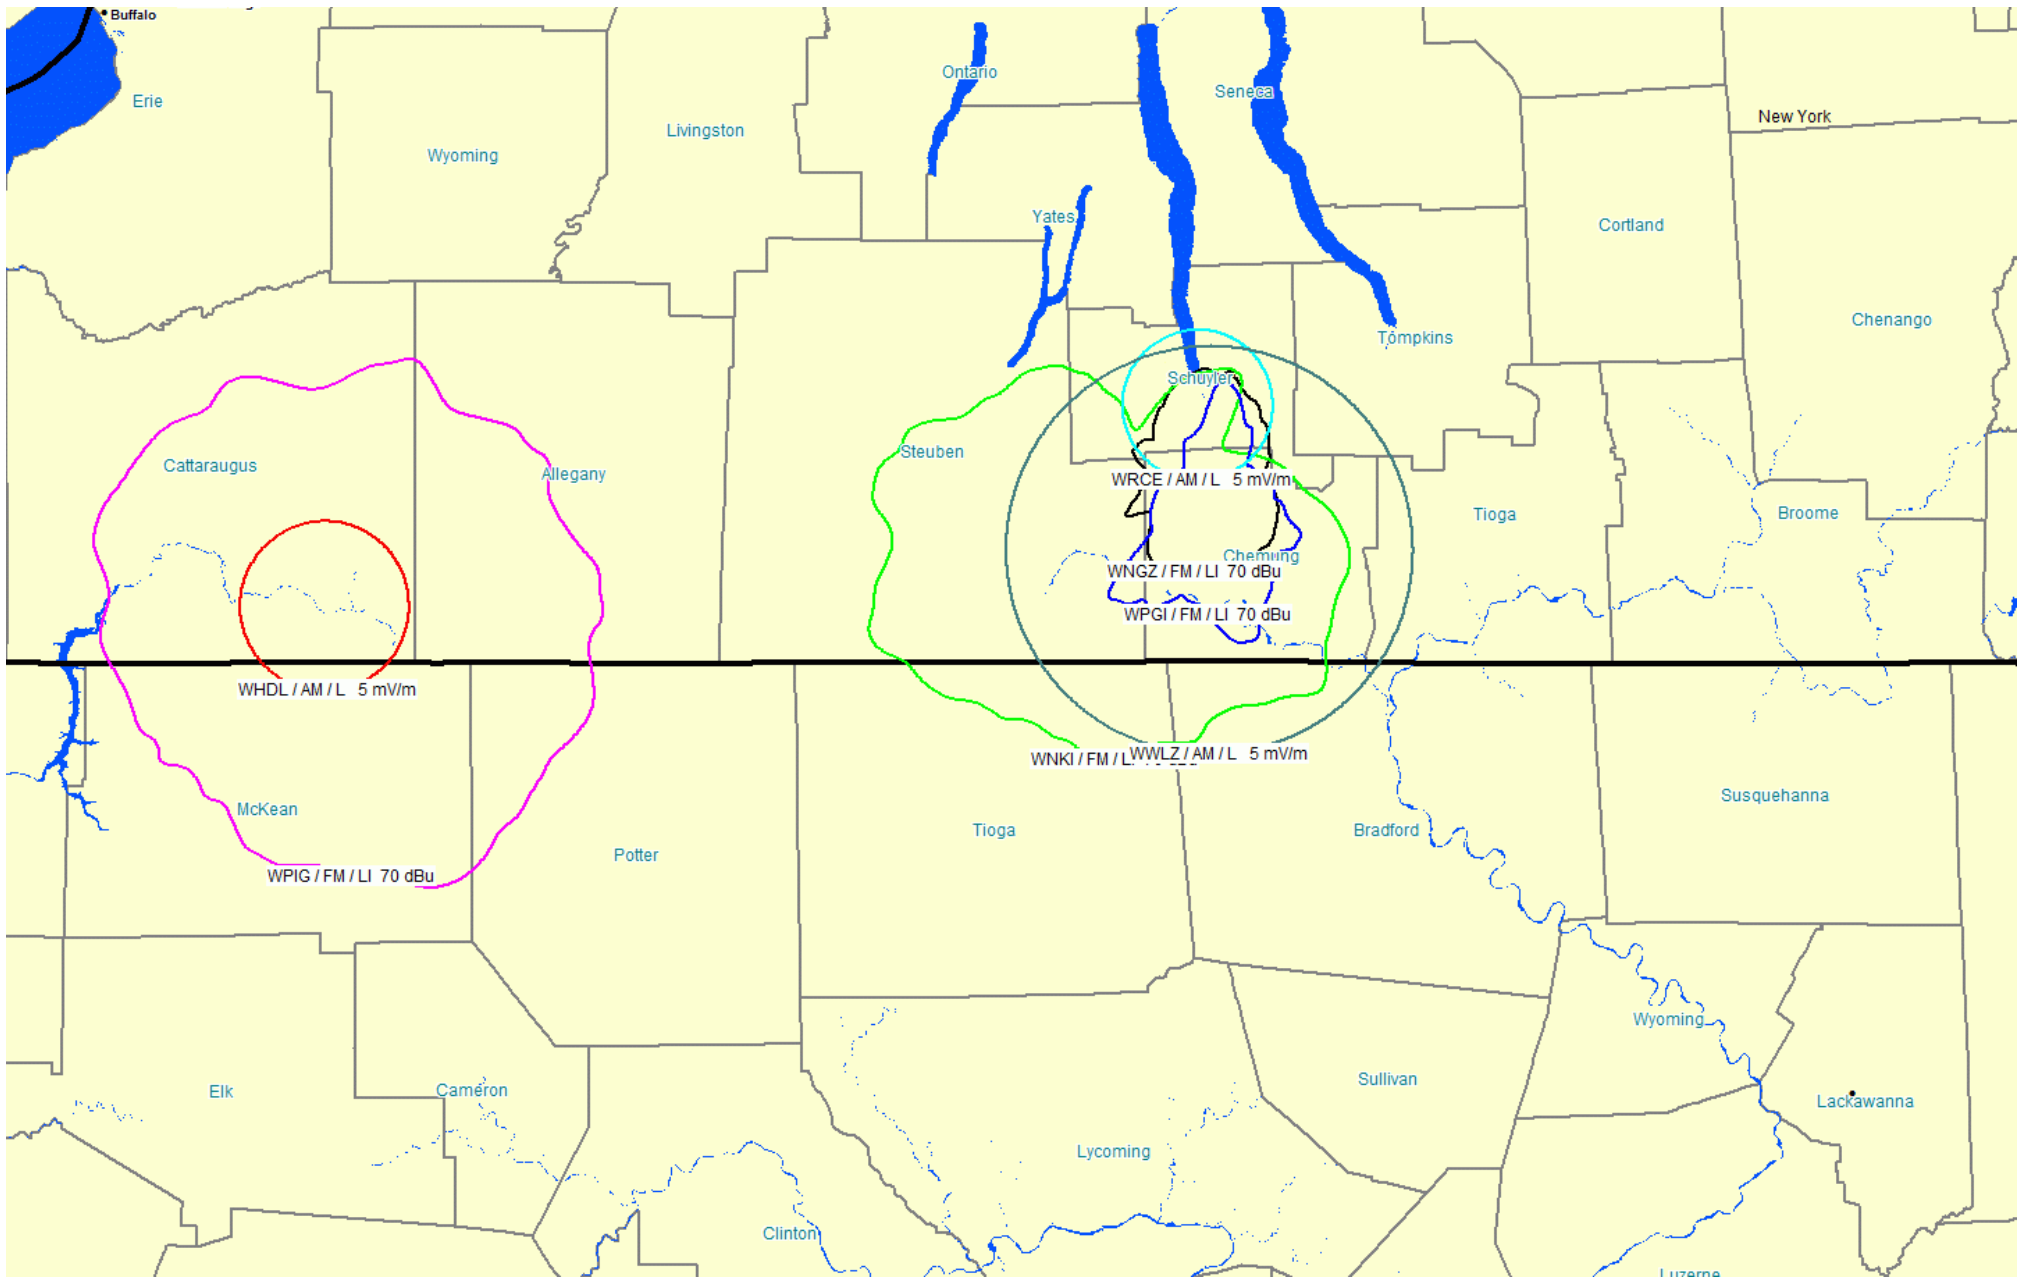 Buffalo
Ontario
Seneca
Erie
New York
Livingston
Wyoming
Yates
Cortland
Chenango
Tompkins
Schuyler
Steuben
Cattaraugus
Allegany
WRCE / AM / L 5 mV/m
Tioga
Broome
Chemung
WNGZ / FM / LI 70 dBu
WPGI / FM / LI 70 dBu
WHDL / AM / L 5 mV/m
WNKI / FM / L
WWLZ / AM / L 5 mV/m
Susquehanna
McKean
Tioga
Bradford
Potter
WPIG / FM / LI 70 dBu
Wyoming
Sullivan
Elk
Cameron
Lackawanna
Lycoming
Clinton
Luzerne